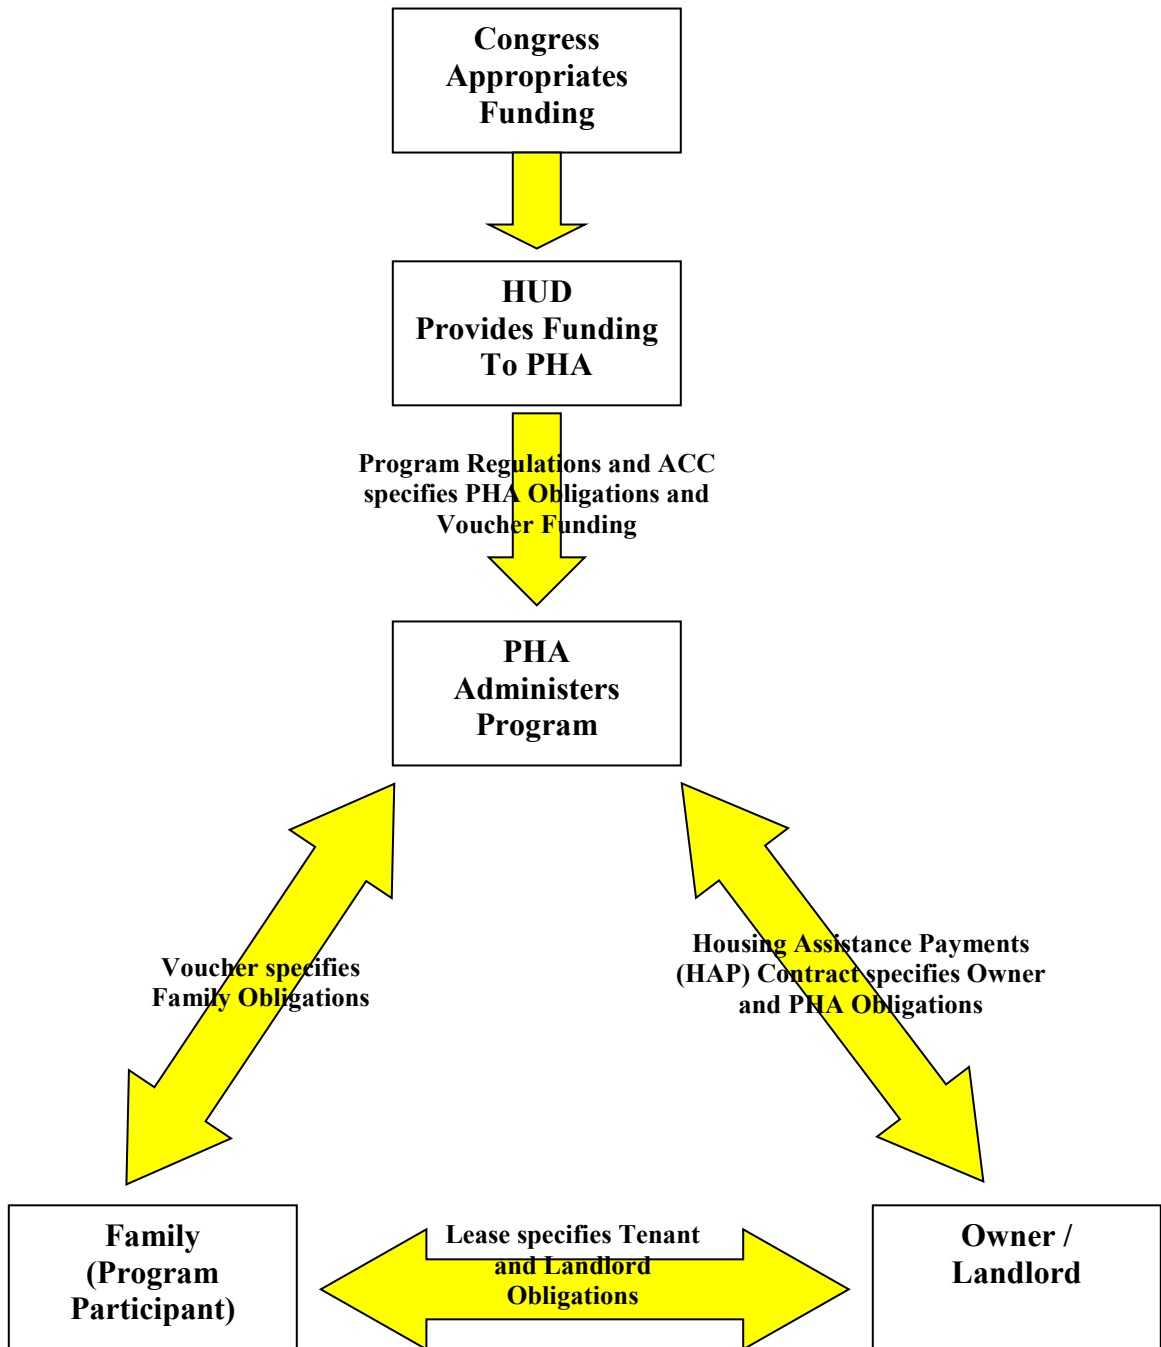 Congress
Appropriates
Funding
HUD
Provides Funding
To PHA
Program Regulations and ACC
specifies PHA Obligations and
Voucher Funding
PHA
Administers
Program
Voucher specifies
Family Obligations
Housing Assistance Payments
(HAP) Contract specifies Owner
and PHA Obligations
Family
(Program
Participant)
Lease specifies Tenant
and Landlord
Obligations
Owner /
Landlord